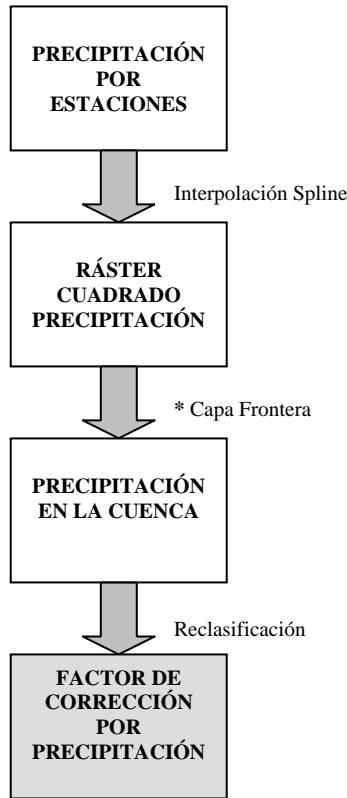 PRECIPITACIÓN
POR
ESTACIONES
Interpolación Spline
RÁSTER
CUADRADO
PRECIPITACIÓN
* Capa Frontera
PRECIPITACIÓN
EN LA CUENCA
Reclasificación
FACTOR DE
CORRECCIÓN
POR
PRECIPITACIÓN